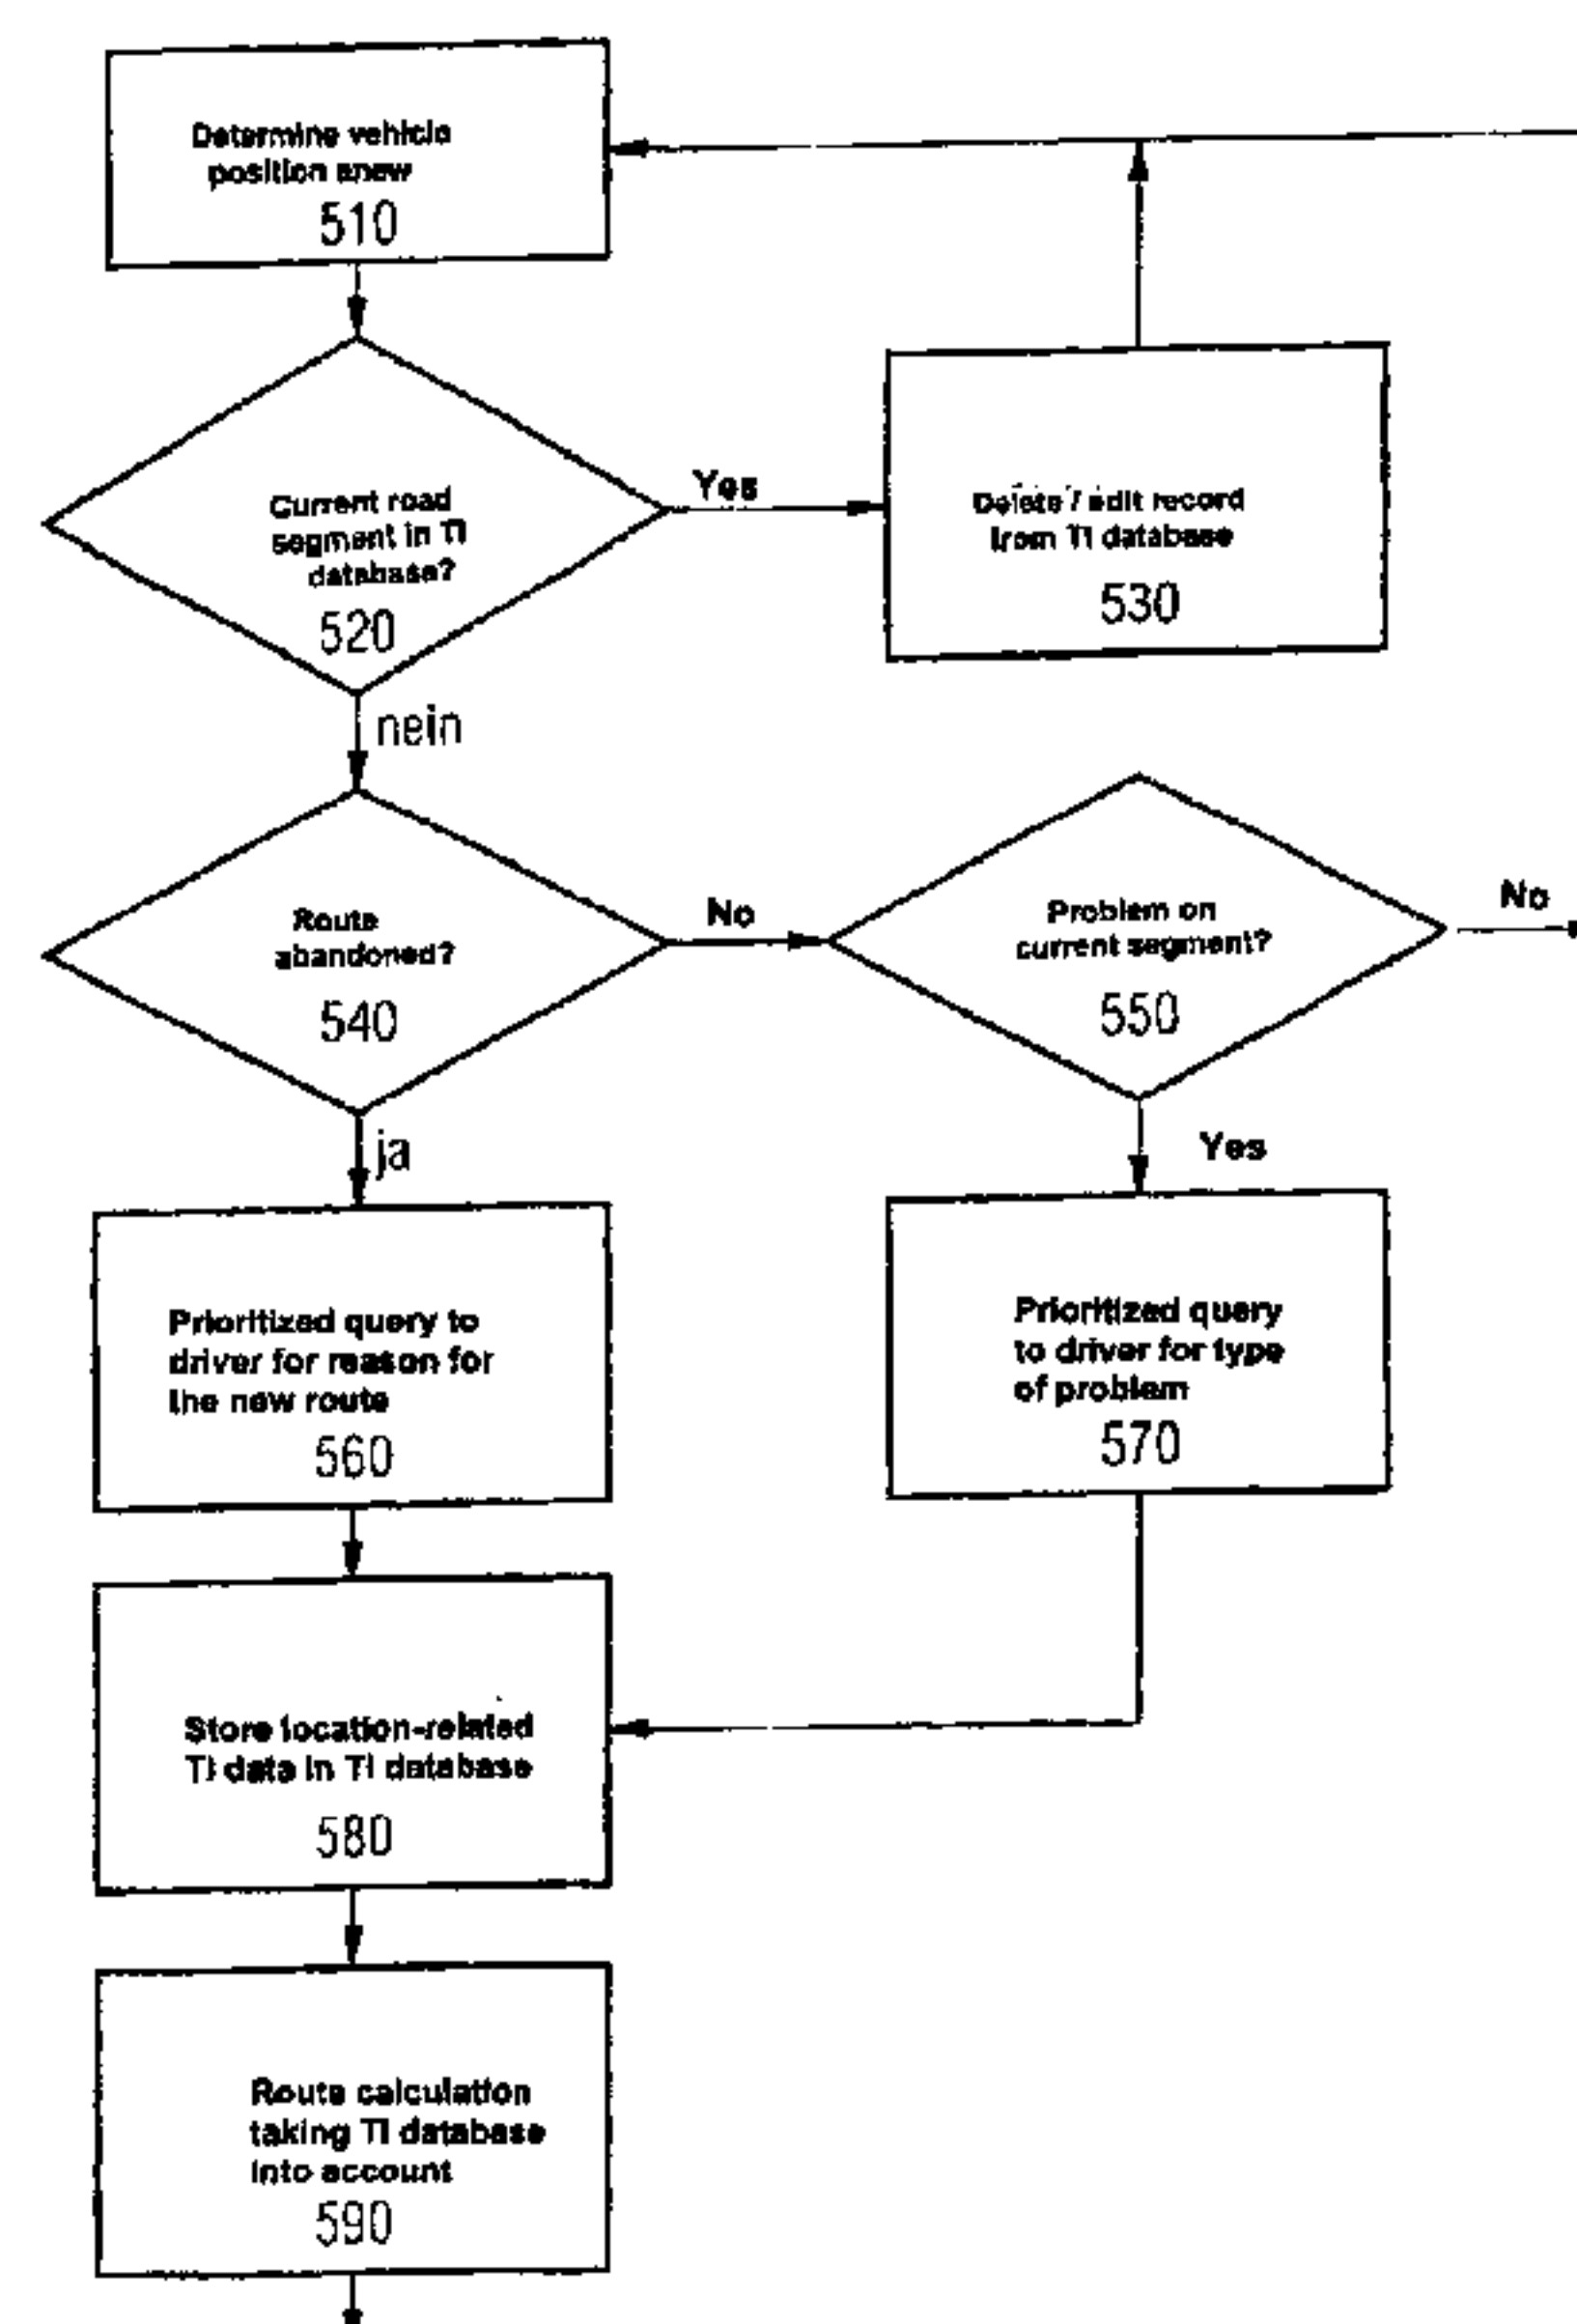 Determine vehicle
position anew
510
Current road
segment in TI
database?
520
Yes
Delete / edit record
from TI database
530
nein
Route
abandoned?
540
No
Problem on
current segment?
550
No
ja
Yes
Prioritized query to
driver for reason for
the new route
560
Prioritized query
to driver for type
of problem
570
Store location-related
TI data in TI database
580
Route calculation
taking TI database
into account
590